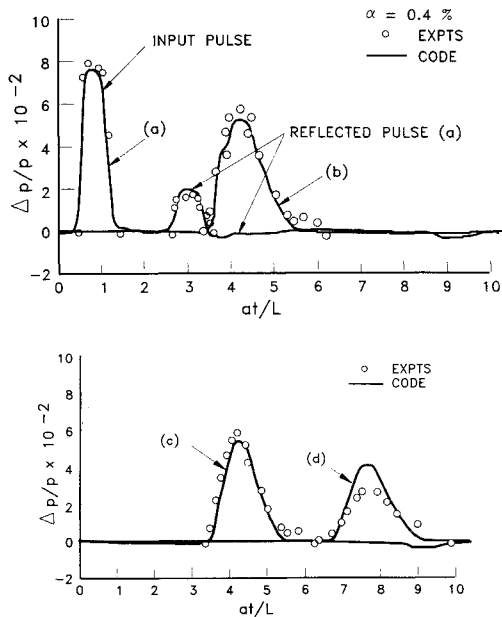 α = 0.4 %
EXPTS
CODE
INPUT PULSE
(a)
REFLECTED PULSE (a)
(b)
10
8
6
4
2
0
-2
Δp/p × 10⁻²
0 1 2 3 4 5 6 7 8 9 10
at/L
EXPTS
CODE
(c)
(d)
10
8
6
4
2
0
-2
Δp/p × 10⁻²
0 1 2 3 4 5 6 7 8 9 10
at/L